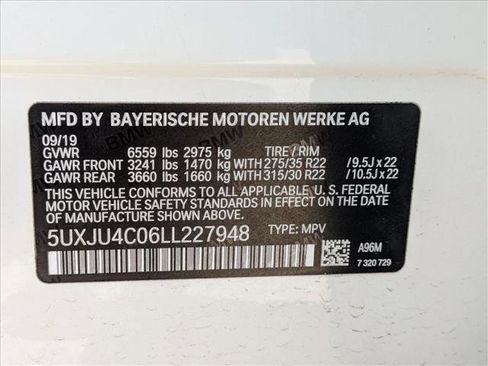 MFD BY BAYERISCHE MOTOREN WERKE AG
09/19
GVWR 6559 lbs 2975 kg TIRE / RIM
GAWR FRONT 3241 lbs 1470 kg WITH 275/35 R22 / 9.5J x 22
GAWR REAR 3660 lbs 1660 kg WITH 315/30 R22 / 10.5J x 22
THIS VEHICLE CONFORMS TO ALL APPLICABLE U. S. FEDERAL
MOTOR VEHICLE SAFETY STANDARDS IN EFFECT ON THE
DATE OF MANUFACTURE SHOWN ABOVE.
5UXJU4C06LL227948 TYPE: MPV
A96M
7 320 729